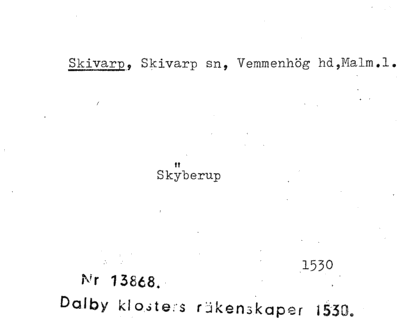 Skivarp, Skivarp sn, Vemmenhög hd,Malm.l.
Skÿberup
1530
Nr 13868.
Dalby klosters räkenskaper 1530.